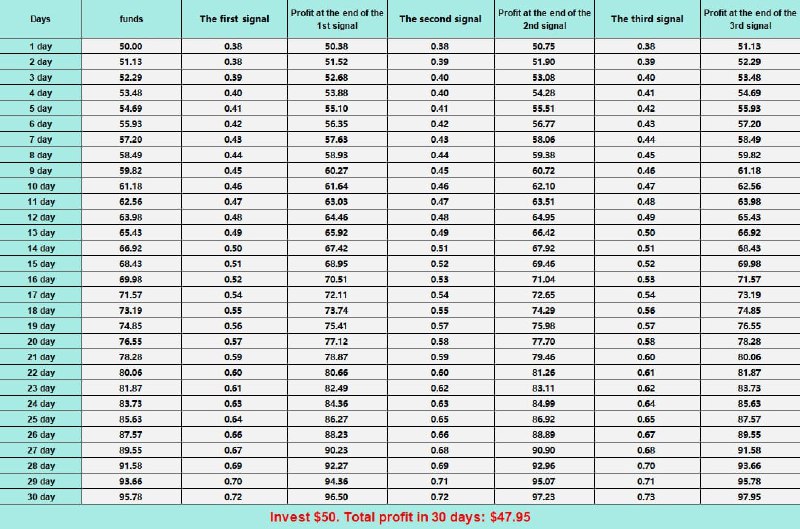 Days funds The first signal Profit at the end of the 1st signal The second signal Profit at the end of the 2nd signal The third signal Profit at the end of the 3rd signal
1 day 50.00 0.38 50.38 0.38 50.75 0.38 51.13
2 day 51.13 0.38 51.52 0.39 51.90 0.39 52.29
3 day 52.29 0.39 52.68 0.40 53.08 0.40 53.48
4 day 53.48 0.40 53.88 0.40 54.28 0.41 54.69
5 day 54.69 0.41 55.10 0.41 55.51 0.42 55.93
6 day 55.93 0.42 56.35 0.42 56.77 0.43 57.20
7 day 57.20 0.43 57.63 0.43 58.06 0.44 58.49
8 day 58.49 0.44 58.93 0.44 59.38 0.45 59.82
9 day 59.82 0.45 60.27 0.45 60.72 0.46 61.18
10 day 61.18 0.46 61.64 0.46 62.10 0.47 62.56
11 day 62.56 0.47 63.03 0.47 63.51 0.48 63.98
12 day 63.98 0.48 64.46 0.48 64.95 0.49 65.43
13 day 65.43 0.49 65.92 0.49 66.42 0.50 66.92
14 day 66.92 0.50 67.42 0.51 67.92 0.51 68.43
15 day 68.43 0.51 68.95 0.52 69.46 0.52 69.98
16 day 69.98 0.52 70.51 0.53 71.04 0.53 71.57
17 day 71.57 0.54 72.11 0.54 72.65 0.54 73.19
18 day 73.19 0.55 73.74 0.55 74.29 0.56 74.85
19 day 74.85 0.56 75.41 0.57 75.98 0.57 76.55
20 day 76.55 0.57 77.12 0.58 77.70 0.58 78.28
21 day 78.28 0.59 78.87 0.59 79.46 0.60 80.06
22 day 80.06 0.60 80.66 0.60 81.26 0.61 81.87
23 day 81.87 0.61 82.49 0.62 83.11 0.62 83.73
24 day 83.73 0.63 84.36 0.63 84.99 0.64 85.63
25 day 85.63 0.64 86.27 0.65 86.92 0.65 87.57
26 day 87.57 0.66 88.23 0.66 88.89 0.67 89.55
27 day 89.55 0.67 90.23 0.68 90.90 0.68 91.58
28 day 91.58 0.69 92.27 0.69 92.96 0.70 93.66
29 day 93.66 0.70 94.36 0.71 95.07 0.71 95.78
30 day 95.78 0.72 96.50 0.72 97.23 0.73 97.95
Invest $50. Total profit in 30 days: $47.95